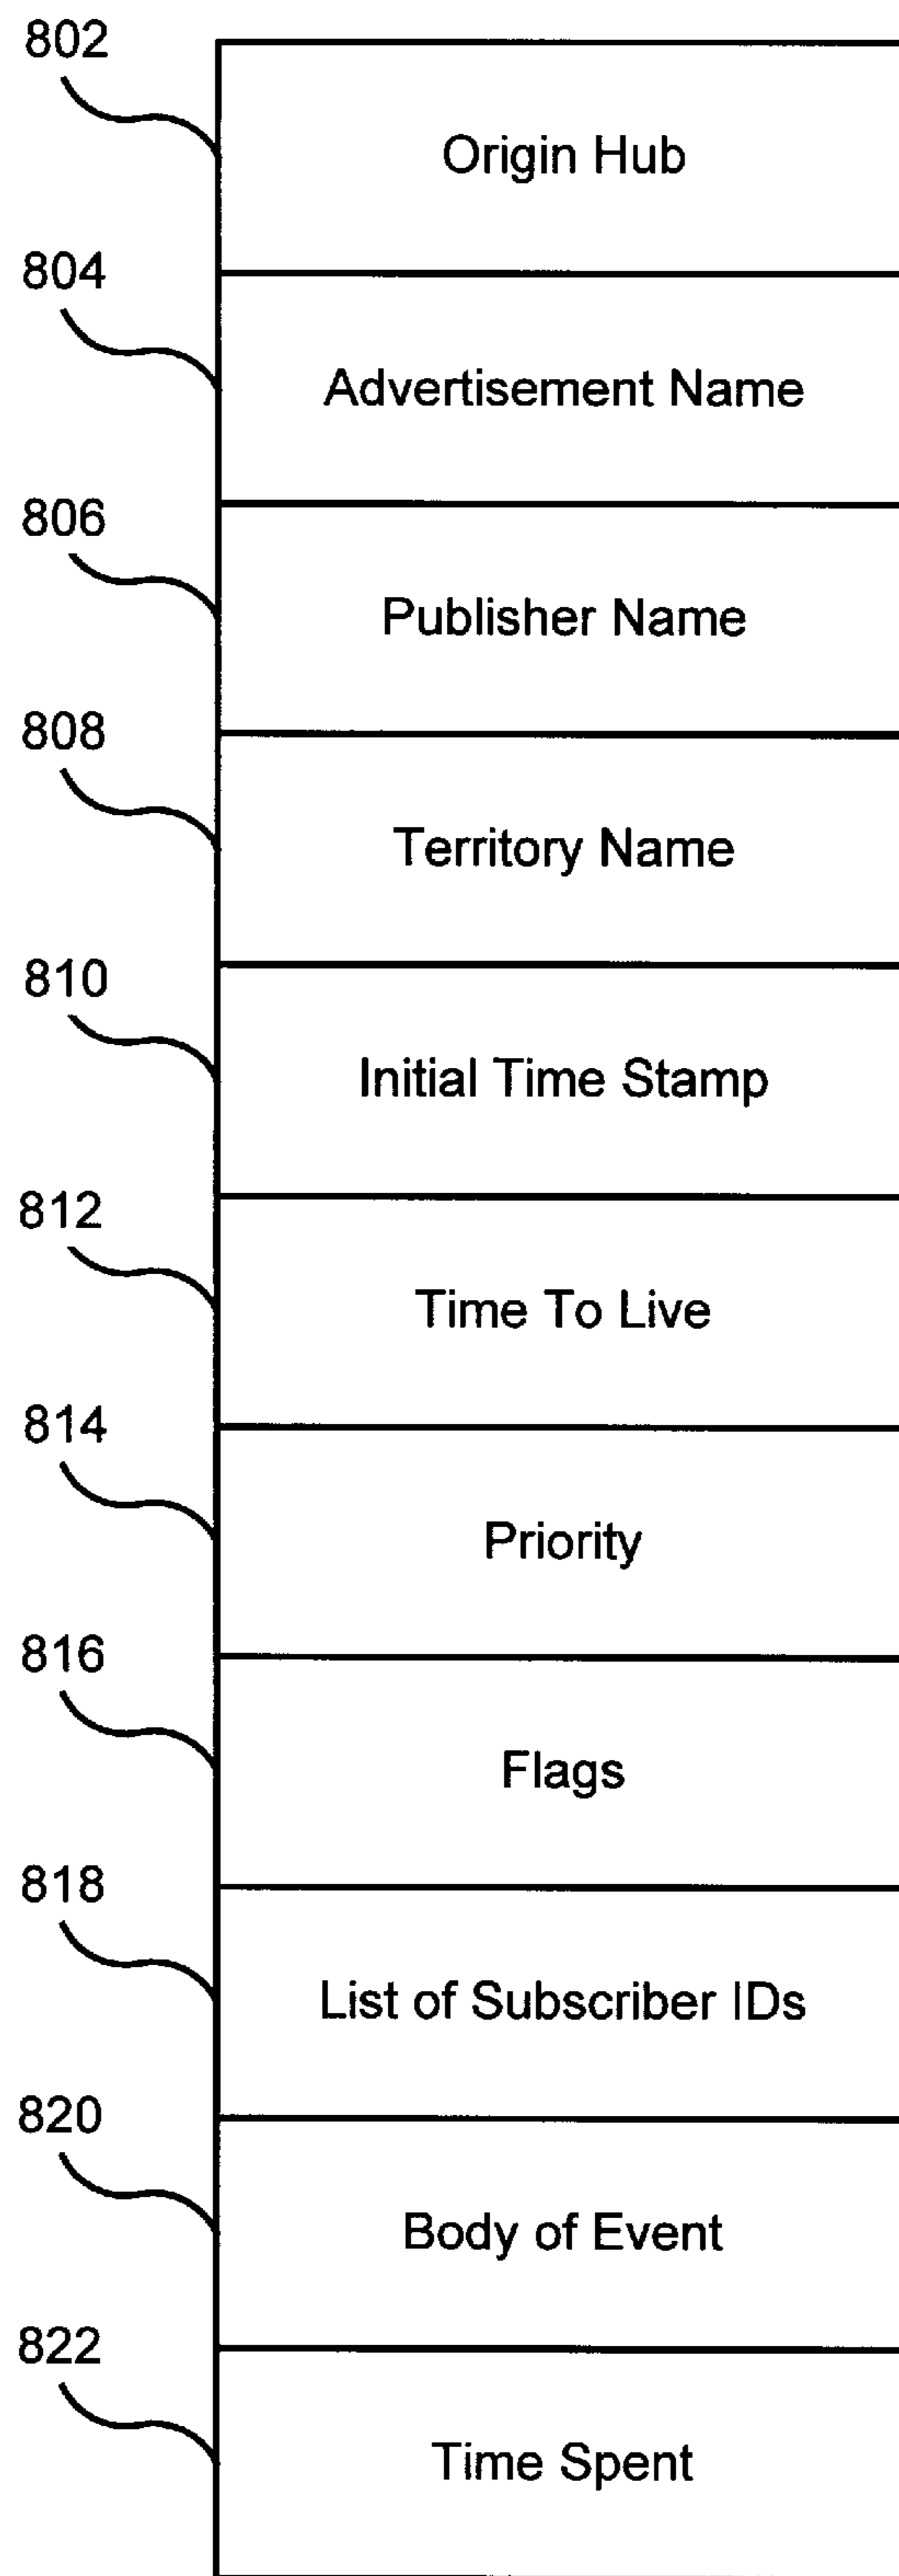 802
Origin Hub
804
Advertisement Name
806
Publisher Name
808
Territory Name
810
Initial Time Stamp
812
Time To Live
814
Priority
816
Flags
818
List of Subscriber IDs
820
Body of Event
822
Time Spent